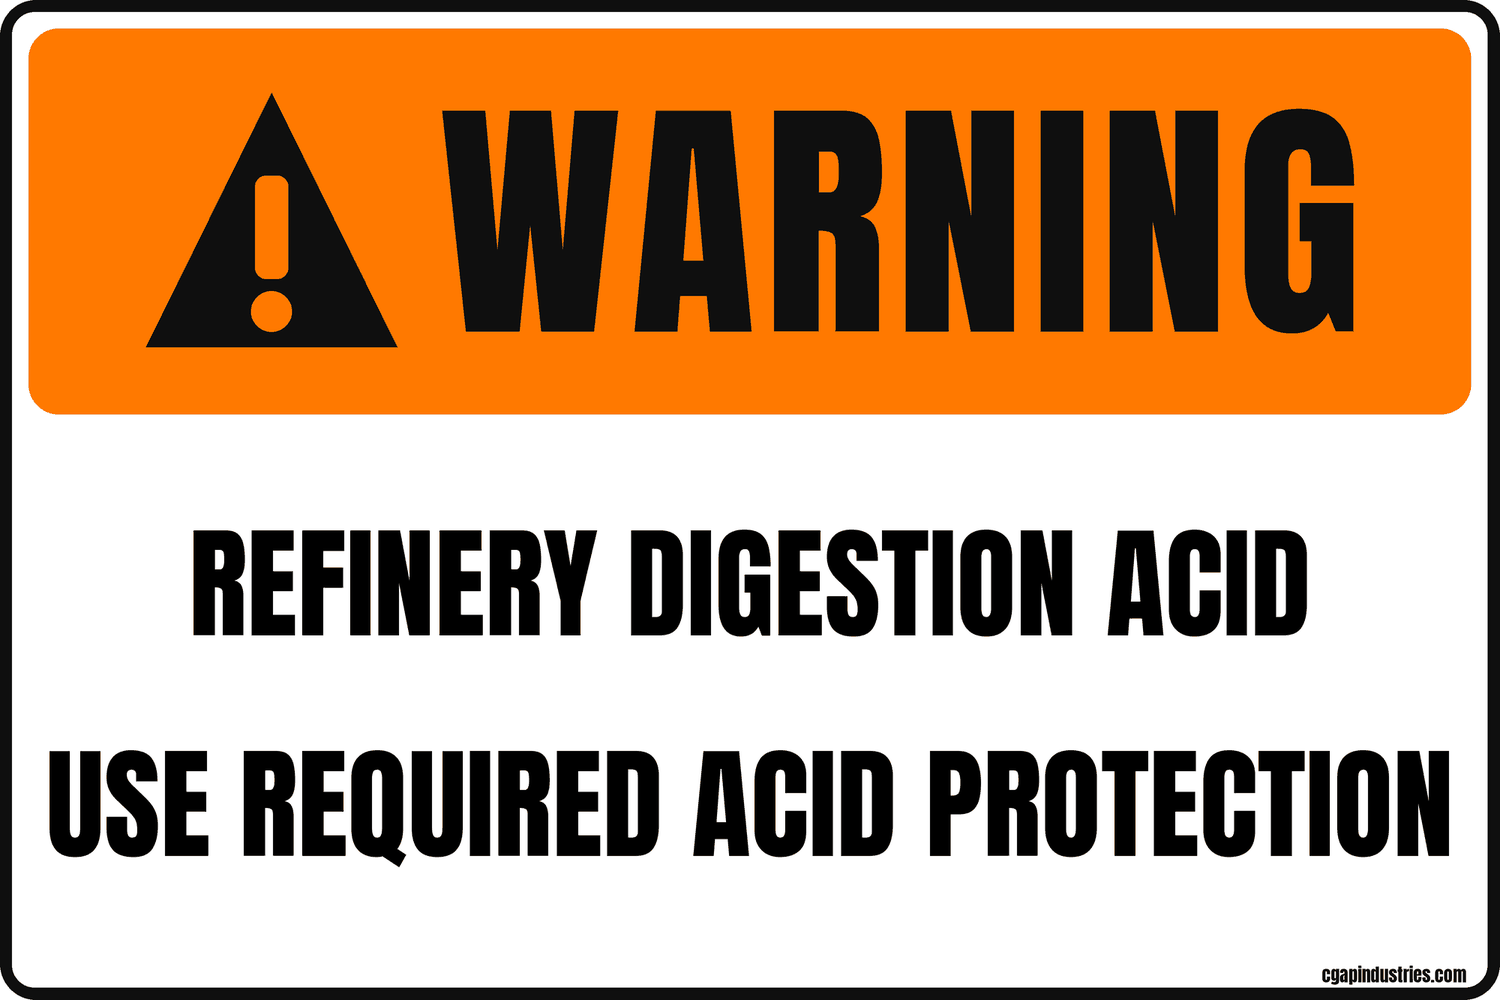 WARNING
REFINERY DIGESTION ACID
USE REQUIRED ACID PROTECTION
cgapindustries.com